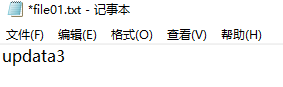 *file01.txt - 记事本
文件(F) 编辑(E) 格式(O) 查看(V) 帮助(H)
updata3